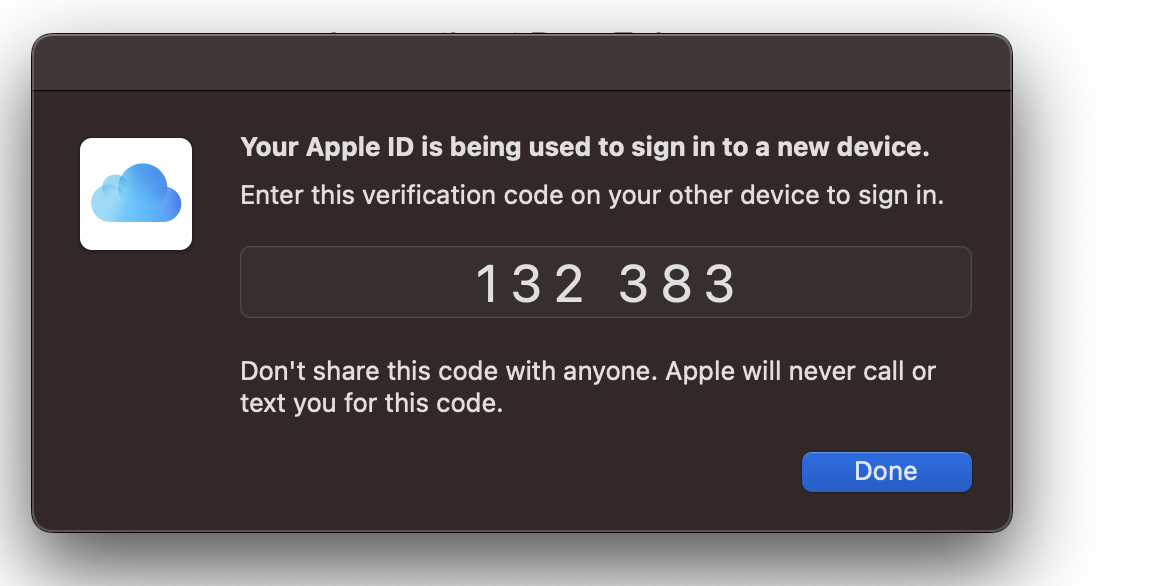 Your Apple ID is being used to sign in to a new device.
Enter this verification code on your other device to sign in.
132 383
Don't share this code with anyone. Apple will never call or
text you for this code.
Done